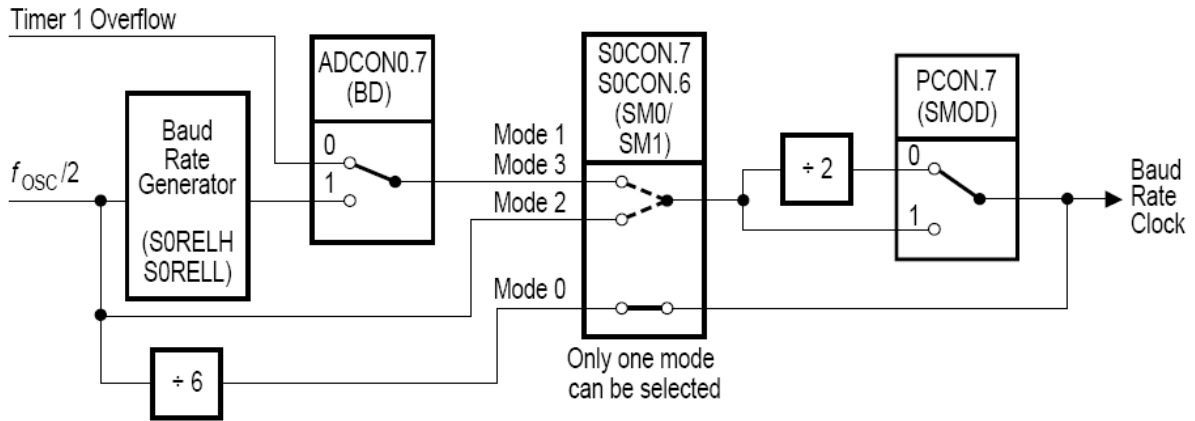 Timer 1 Overflow
ADCON0.7
(BD)
0
1
f OSC/2
Baud
Rate
Generator
(S0RELH
S0RELL)
÷ 6
Mode 1
Mode 3
Mode 2
Mode 0
S0CON.7
S0CON.6
(SM0/
SM1)
Only one mode
can be selected
÷ 2
PCON.7
(SMOD)
0
1
Baud
Rate
Clock